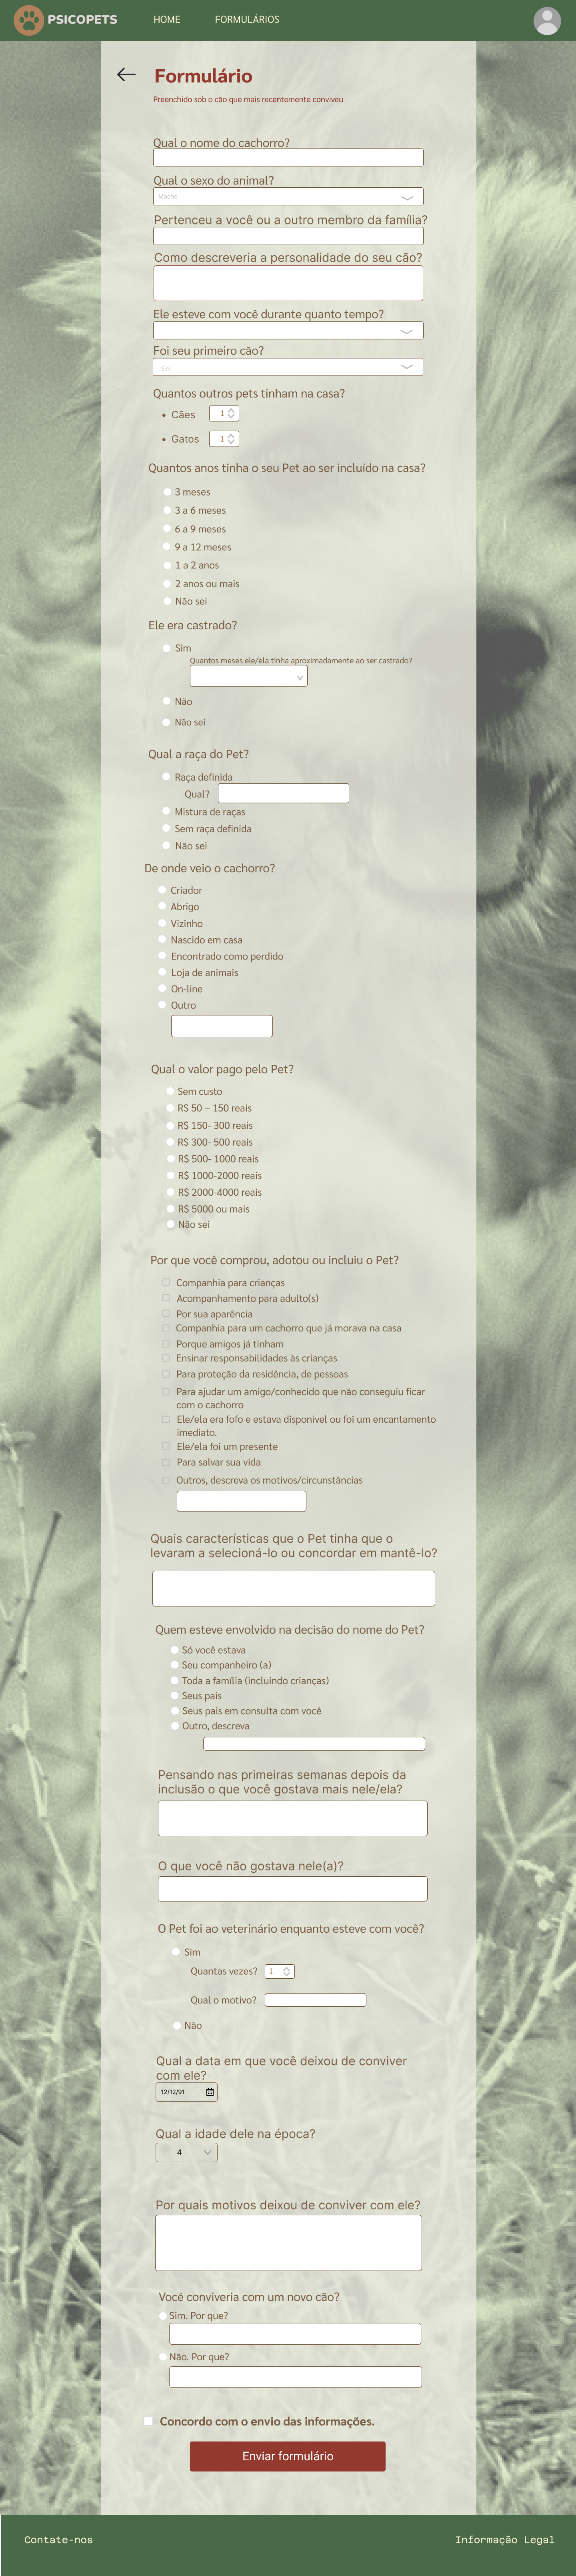 PSICOPETS HOME FORMULÁRIOS
Formulário
Preenchido sob o cão que mais recentemente conviveu
Qual o nome do cachorro?
Qual o sexo do animal?
Macho
Pertenceu a você ou a outro membro da família?
Como descreveria a personalidade do seu cão?
Ele esteve com você durante quanto tempo?
Foi seu primeiro cão?
Sim
Quantos outros pets tinham na casa?
• Cães 1
• Gatos 1
Quantos anos tinha o seu Pet ao ser incluído na casa?
3 meses
3 a 6 meses
6 a 9 meses
9 a 12 meses
1 a 2 anos
2 anos ou mais
Não sei
Ele era castrado?
Sim
Quantos meses ele/ela tinha aproximadamente ao ser castrado?
Não
Não sei
Qual a raça do Pet?
Raça definida
Qual?
Mistura de raças
Sem raça definida
Não sei
De onde veio o cachorro?
Criador
Abrigo
Vizinho
Nascido em casa
Encontrado como perdido
Loja de animais
On-line
Outro
Qual o valor pago pelo Pet?
Sem custo
R$ 50 – 150 reais
R$ 150- 300 reais
R$ 300- 500 reais
R$ 500- 1000 reais
R$ 1000-2000 reais
R$ 2000-4000 reais
R$ 5000 ou mais
Não sei
Por que você comprou, adotou ou incluiu o Pet?
Companhia para crianças
Acompanhamento para adulto(s)
Por sua aparência
Companhia para um cachorro que já morava na casa
Porque amigos já tinham
Ensinar responsabilidades às crianças
Para proteção da residência, de pessoas
Para ajudar um amigo/conhecido que não conseguiu ficar
com o cachorro
Ele/ela era fofo e estava disponível ou foi um encantamento
imediato.
Ele/ela foi um presente
Para salvar sua vida
Outros, descreva os motivos/circunstâncias
Quais características que o Pet tinha que o
levaram a selecioná-lo ou concordar em mantê-lo?
Quem esteve envolvido na decisão do nome do Pet?
Só você estava
Seu companheiro (a)
Toda a família (incluindo crianças)
Seus pais
Seus pais em consulta com você
Outro, descreva
Pensando nas primeiras semanas depois da
inclusão o que você gostava mais nele/ela?
O que você não gostava nele(a)?
O Pet foi ao veterinário enquanto esteve com você?
Sim
Quantas vezes? 1
Qual o motivo?
Não
Qual a data em que você deixou de conviver
com ele?
12/12/91
Qual a idade dele na época?
4
Por quais motivos deixou de conviver com ele?
Você conviveria com um novo cão?
Sim. Por que?
Não. Por que?
Concordo com o envio das informações.
Enviar formulário
Contate-nos Informação Legal